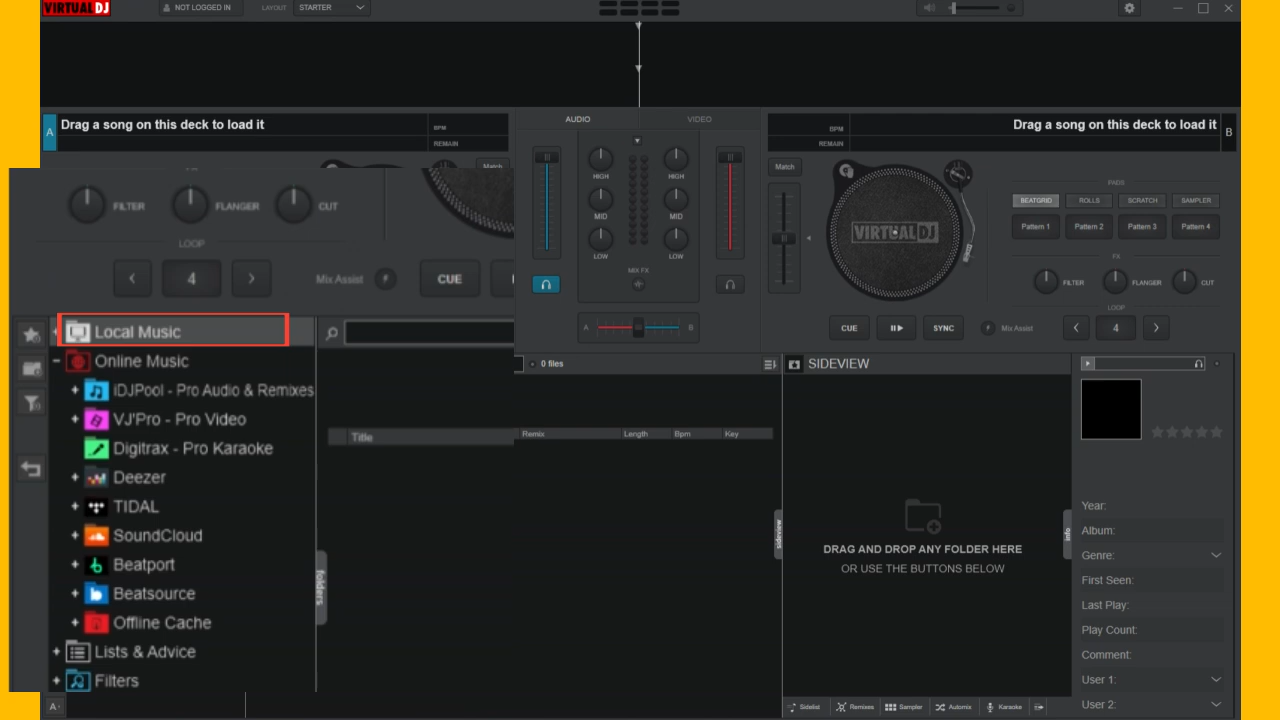 VIRTUAL DJ
NOT LOGGED IN
LAYOUT STARTER
A Drag a song on this deck to load it
BPM
REMAIN
AUDIO VIDEO
BPM
REMAIN
Drag a song on this deck to load it B
Match
FILTER FLANGER CUT
LOOP
< 4 >
Mix Assist
CUE
HIGH HIGH
MID MID
LOW LOW
MIX FX
A B
Match
VIRTUAL DJ
PADS
BEATGRID ROLLS SCRATCH SAMPLER
Pattern 1 Pattern 2 Pattern 3 Pattern 4
FX
FILTER FLANGER CUT
LOOP
CUE SYNC Mix Assist < 4 >
+ Local Music
- Online Music
+ iDJPool - Pro Audio & Remixes
+ VJ'Pro - Pro Video
Digitrax - Pro Karaoke
+ Deezer
+ TIDAL
+ SoundCloud
+ Beatport
+ Beatsource
+ Offline Cache
+ Lists & Advice
+ Filters
folders
0 files
Title Remix Length Bpm Key
sideview
SIDEVIEW
DRAG AND DROP ANY FOLDER HERE
OR USE THE BUTTONS BELOW
info
Year:
Album:
Genre:
First Seen:
Last Play:
Play Count:
Comment:
User 1:
User 2:
A
Sidelist Remixes Sampler Automix Karaoke